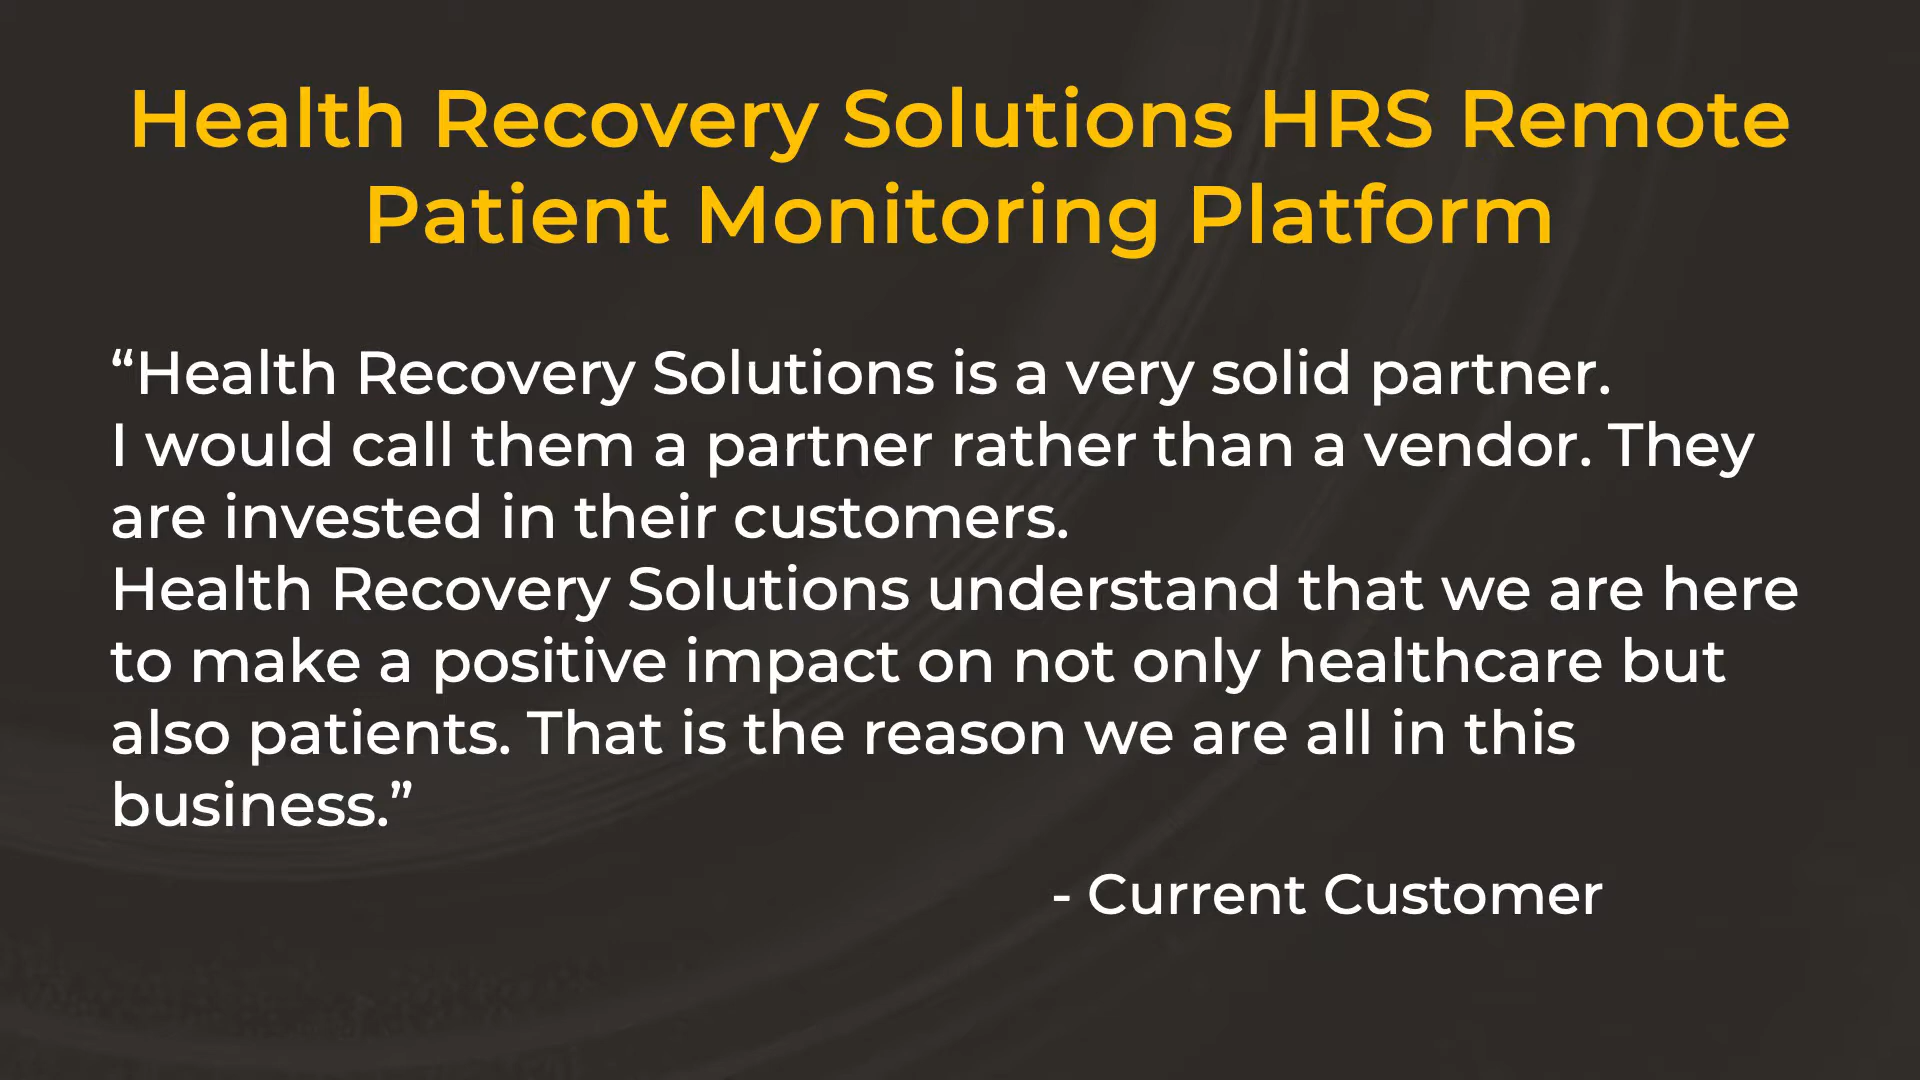 Health Recovery Solutions HRS Remote
Patient Monitoring Platform
“Health Recovery Solutions is a very solid partner.
I would call them a partner rather than a vendor. They
are invested in their customers.
Health Recovery Solutions understand that we are here
to make a positive impact on not only healthcare but
also patients. That is the reason we are all in this
business.”
- Current Customer